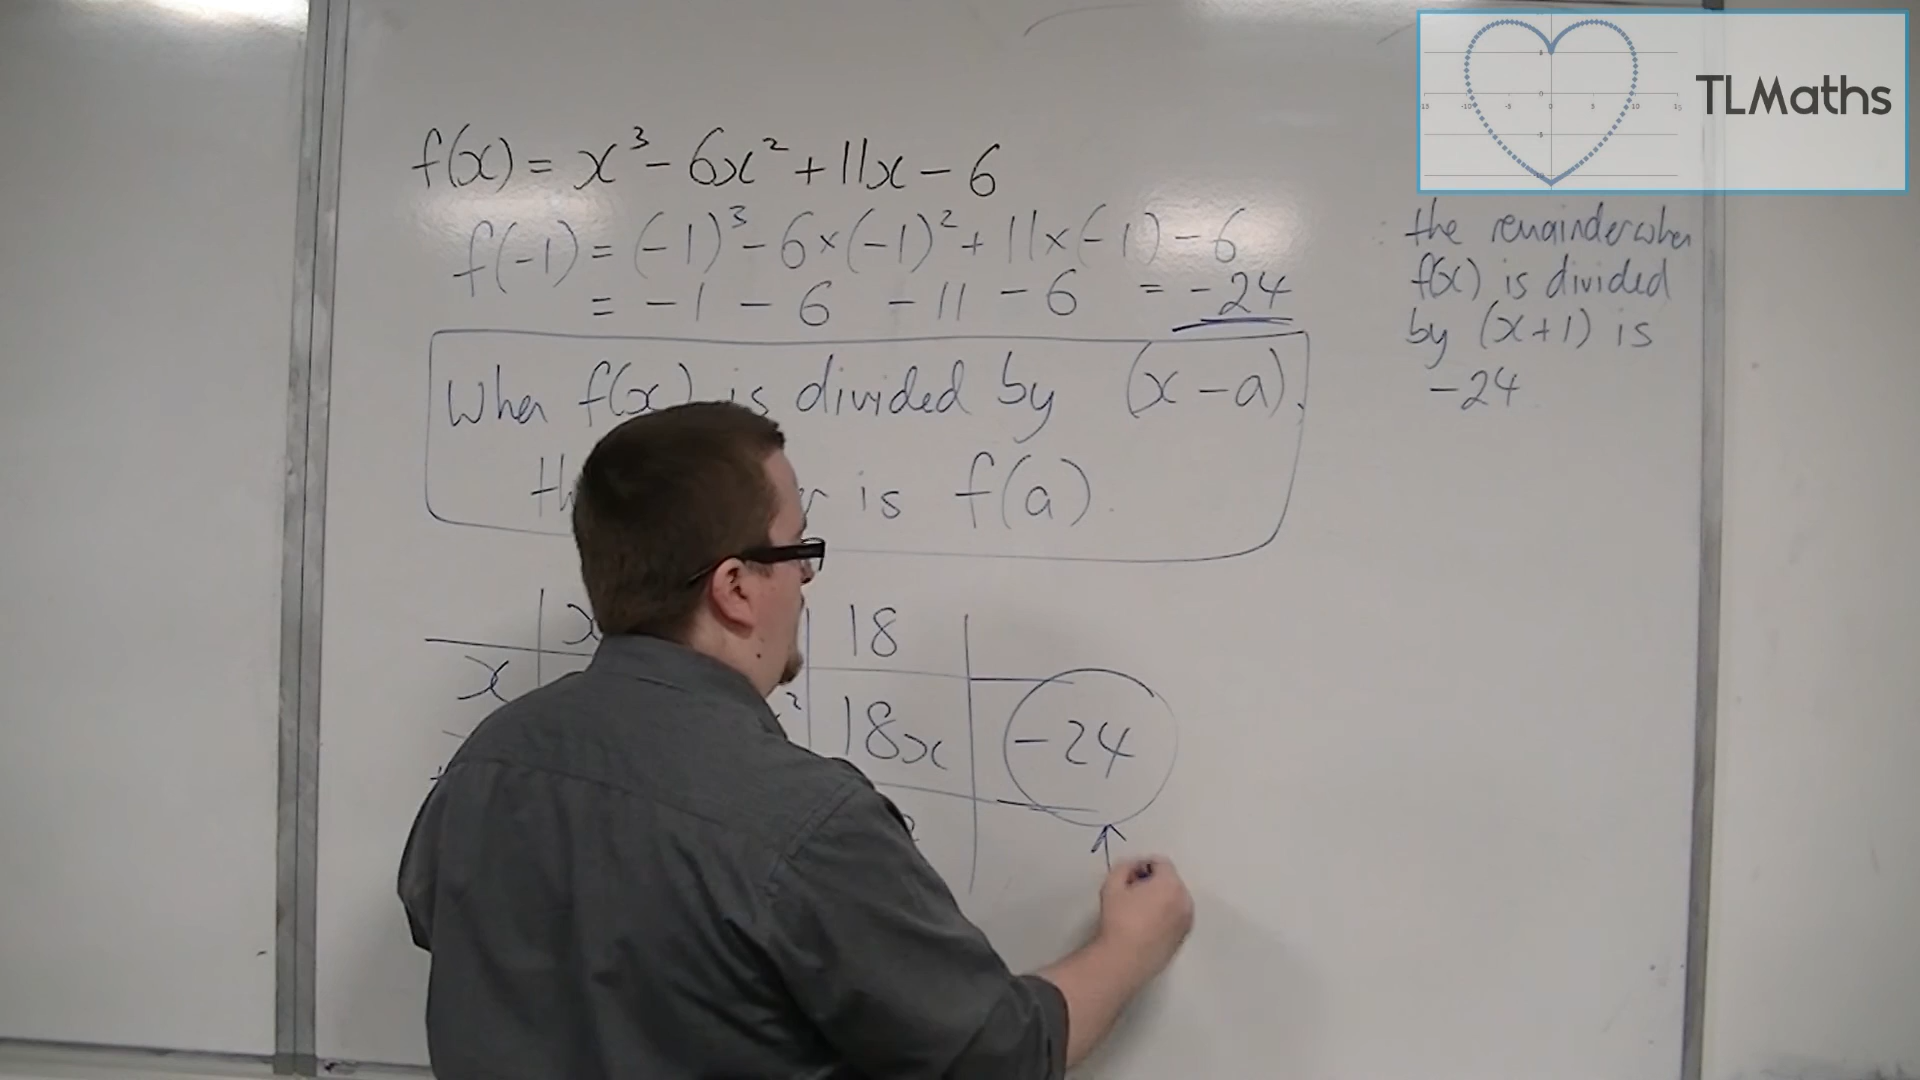 TLMaths
f(x) = x³ - 6x² + 11x - 6
f(-1) = (-1)³ - 6×(-1)² + 11×(-1) - 6
= -1 - 6 - 11 - 6 = -24
When f(x) is divided by (x - a),
is f(a).
the remainder when
f(x) is divided
by (x+1) is
-24
18
x
18x
-24